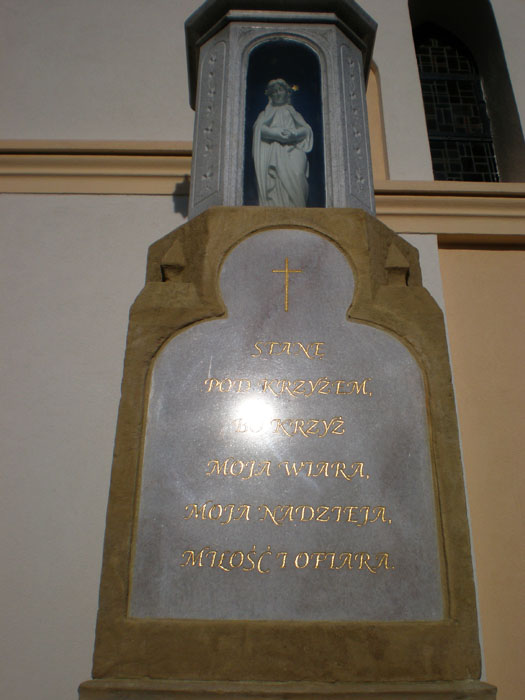 STANĘ
POD KRZYŻEM,
BO KRZYŻ
MOJA WIARA,
MOJA NADZIEJA,
MIŁOŚĆ I OFIARA.